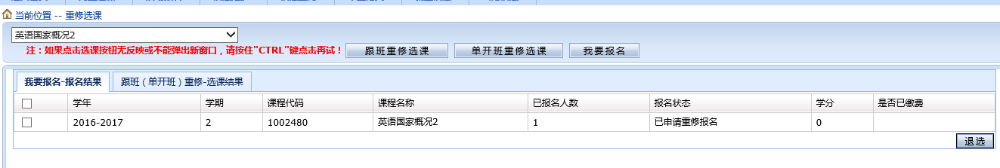 当前位置 -- 重修选课
英语国家概况2
注：如果点击选课按钮无反映或不能弹出新窗口，请按住"CTRL"键点击再试！ 跟班重修选课 单开班重修选课 我要报名
我要报名-报名结果 跟班（单开班）重修-选课结果
学年 学期 课程代码 课程名称 已报名人数 报名状态 学分 是否已缴费
2016-2017 2 1002480 英语国家概况2 1 已申请重修报名 0
退选